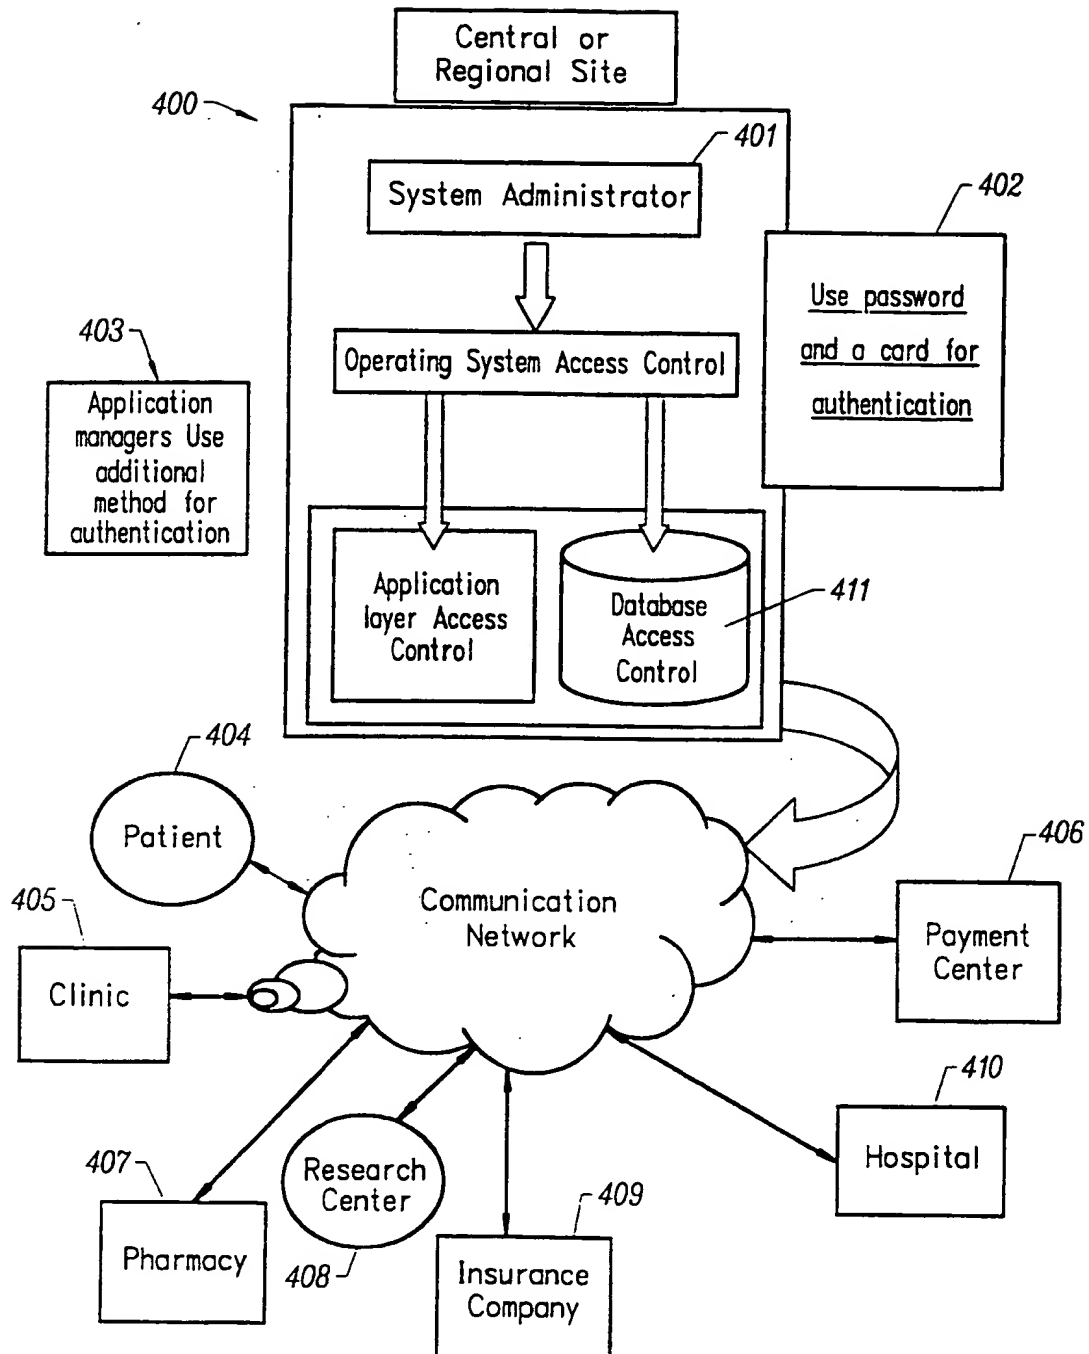 Central or
Regional Site
400
401
System Administrator
402
Use password
and a card for
authentication
403
Application
managers Use
additional
method for
authentication
Operating System Access Control
Application
layer Access
Control
Database
Access
Control
411
404
Patient
405
Clinic
Communication
Network
406
Payment
Center
410
Hospital
407
Pharmacy
Research
Center
408
409
Insurance
Company